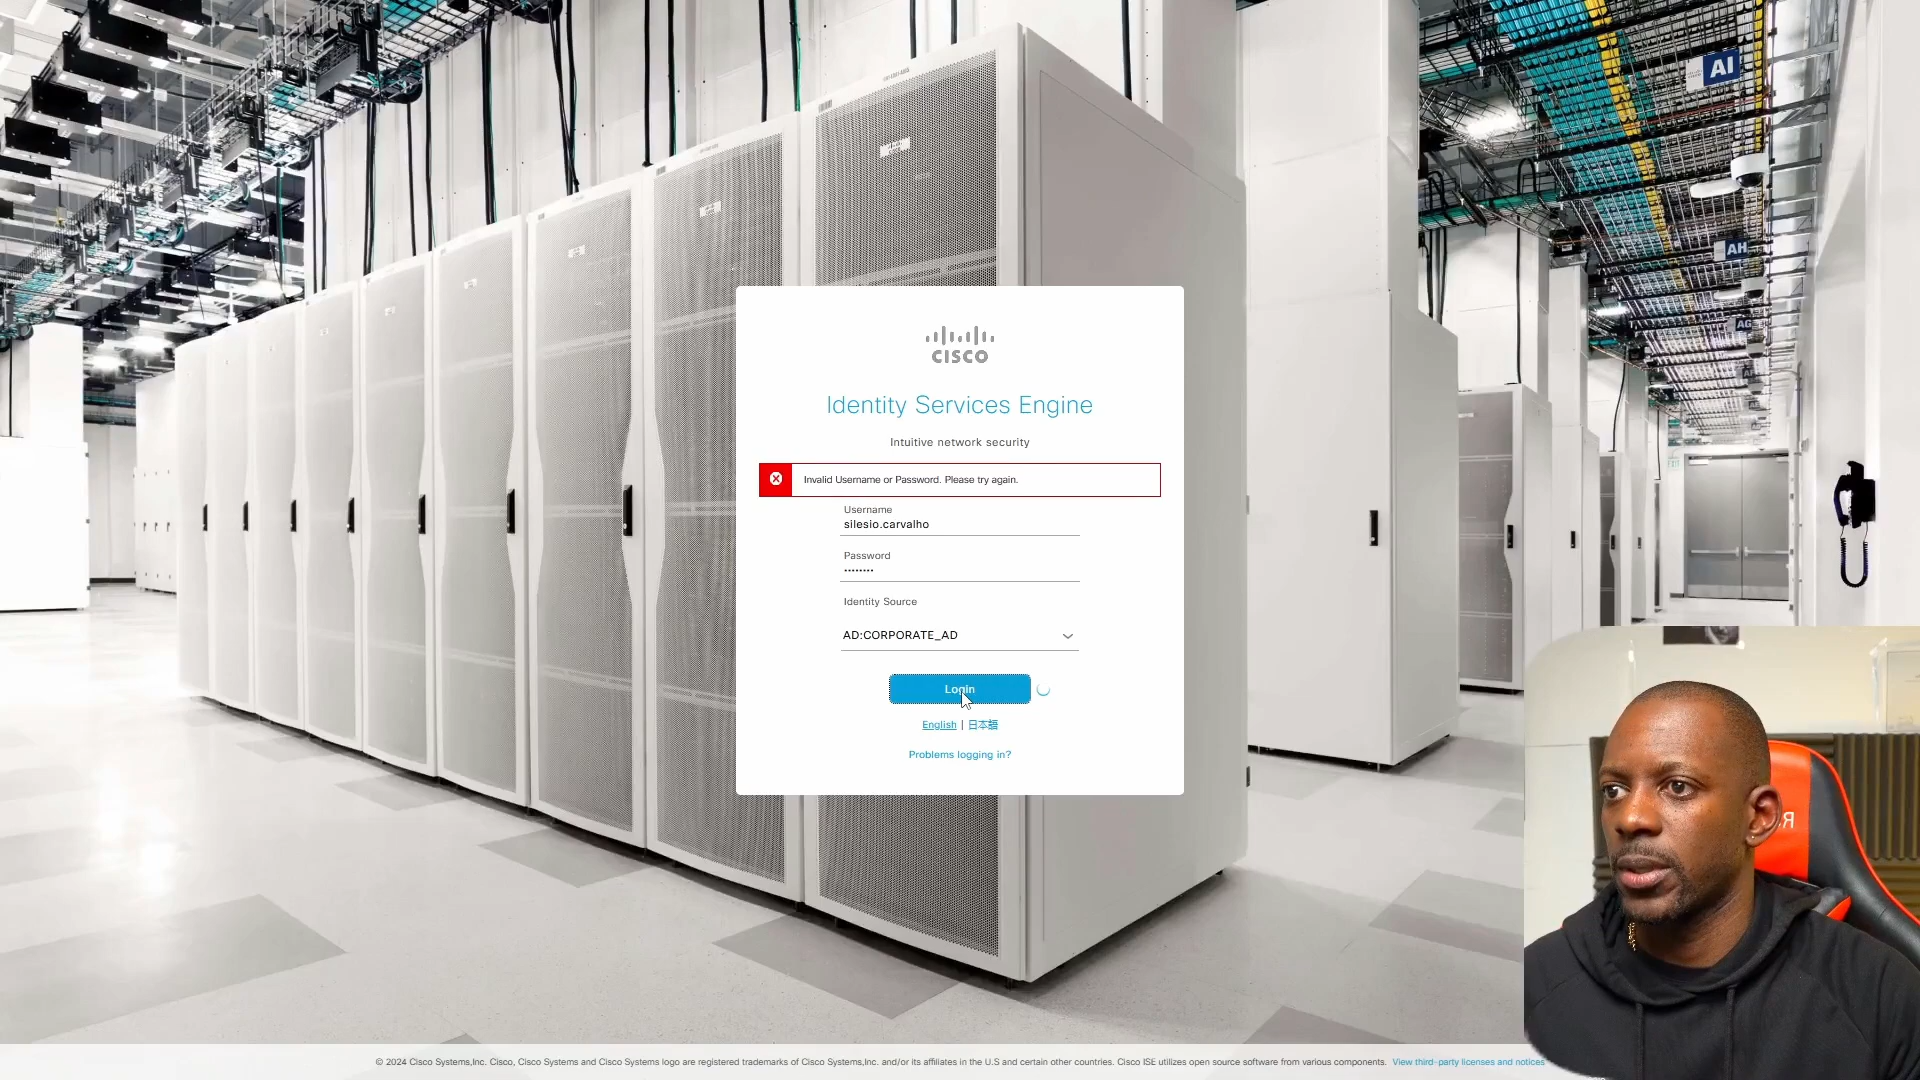 AI
AH
AG
CISCO
Identity Services Engine
Intuitive network security
Invalid Username or Password. Please try again.
Username
silesio.carvalho
Password
••••••••
Identity Source
AD:CORPORATE_AD
Login
English | 日本語
Problems logging in?
© 2024 Cisco Systems,Inc. Cisco, Cisco Systems and Cisco Systems logo are registered trademarks of Cisco Systems,Inc. and/or its affiliates in the U.S and certain other countries. Cisco ISE utilizes open source software from various components. View third-party licenses and notices